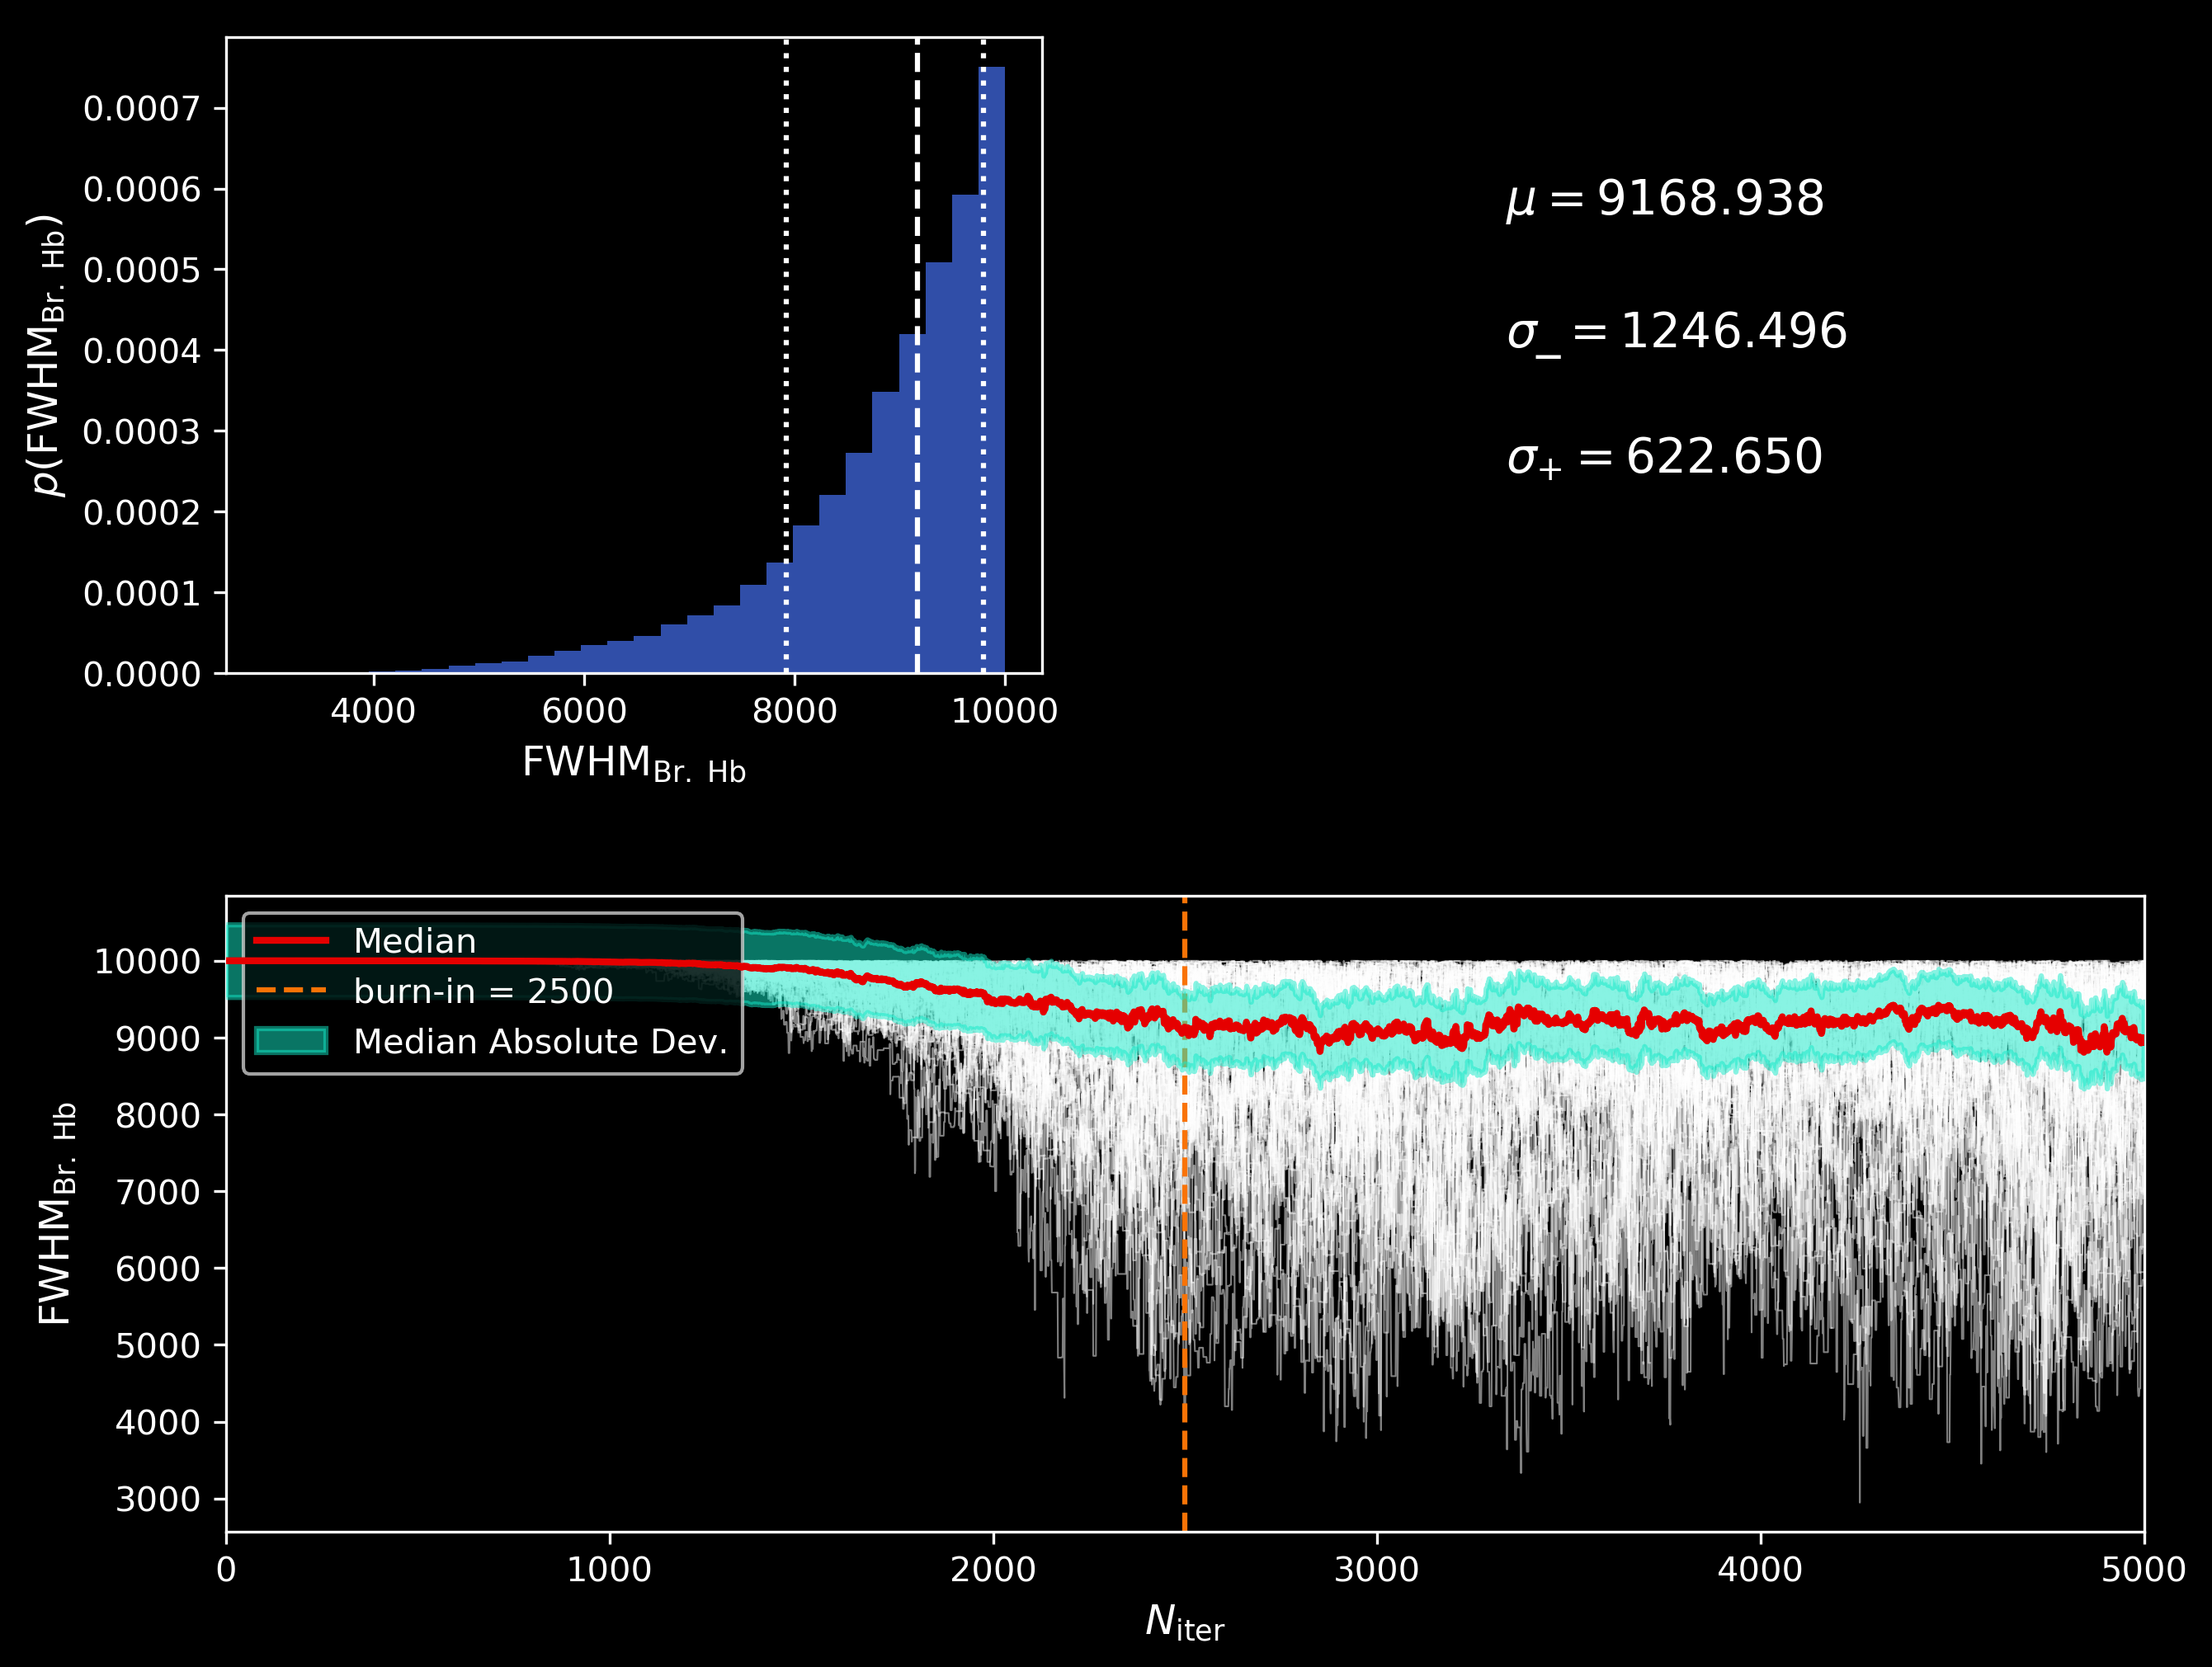 0.0007
0.0006
0.0005
0.0004
0.0003
0.0002
0.0001
0.0000
p(FWHM_Br. Hb)
4000 6000 8000 10000
FWHM_Br. Hb
μ = 9168.938
σ_− = 1246.496
σ_+ = 622.650
Median
burn-in = 2500
Median Absolute Dev.
10000
9000
8000
7000
6000
5000
4000
3000
FWHM_Br. Hb
0 1000 2000 3000 4000 5000
N_iter